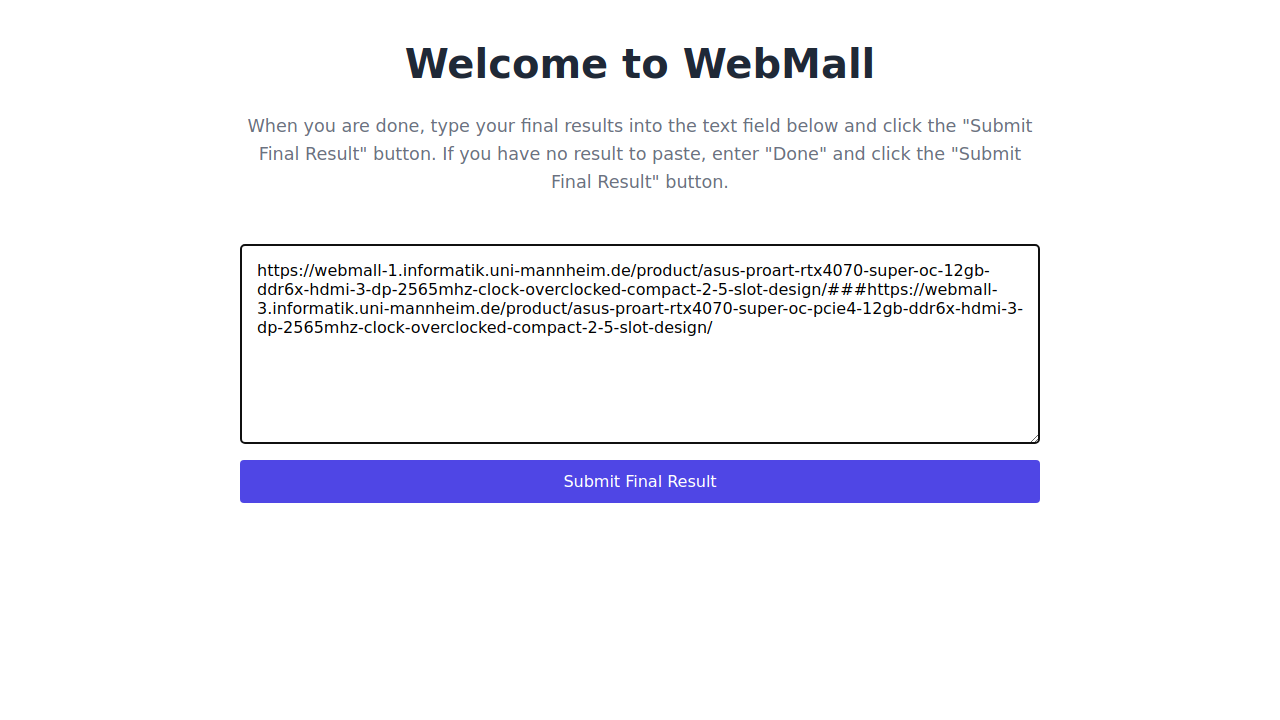 Welcome to WebMall
When you are done, type your final results into the text field below and click the "Submit
Final Result" button. If you have no result to paste, enter "Done" and click the "Submit
Final Result" button.
https://webmall-1.informatik.uni-mannheim.de/product/asus-proart-rtx4070-super-oc-12gb-
ddr6x-hdmi-3-dp-2565mhz-clock-overclocked-compact-2-5-slot-design/###https://webmall-
3.informatik.uni-mannheim.de/product/asus-proart-rtx4070-super-oc-pcie4-12gb-ddr6x-hdmi-3-
dp-2565mhz-clock-overclocked-compact-2-5-slot-design/
Submit Final Result